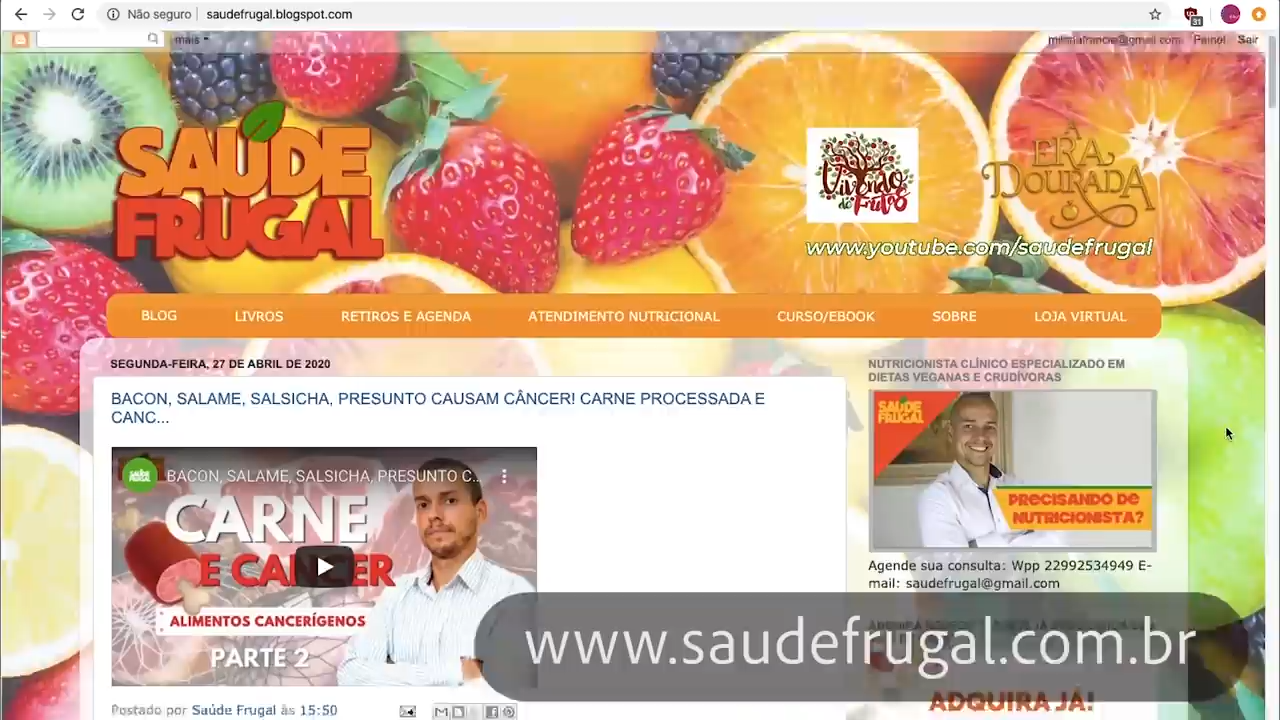 Não seguro
saudefrugal.blogspot.com
31
mais
Painel
Sair
SAÚDE
FRUGAL
Vivendo
de Frutas
A
ERA
DOURADA
www.youtube.com/saudefrugal
BLOG
LIVROS
RETIROS E AGENDA
ATENDIMENTO NUTRICIONAL
CURSO/EBOOK
SOBRE
LOJA VIRTUAL
SEGUNDA-FEIRA, 27 DE ABRIL DE 2020
BACON, SALAME, SALSICHA, PRESUNTO CAUSAM CÂNCER! CARNE PROCESSADA E
CANC...
BACON, SALAME, SALSICHA, PRESUNTO C...
CARNE
E CANCER
ALIMENTOS CANCERÍGENOS
PARTE 2
Postado por Saúde Frugal às 15:50
NUTRICIONISTA CLÍNICO ESPECIALIZADO EM
DIETAS VEGANAS E CRUDÍVORAS
SAÚDE
FRUGAL
PRECISANDO DE
NUTRICIONISTA?
Agende sua consulta: Wpp 22992534949 E-
mail: saudefrugal@gmail.com
www.saudefrugal.com.br
ADQUIRA JÁ!